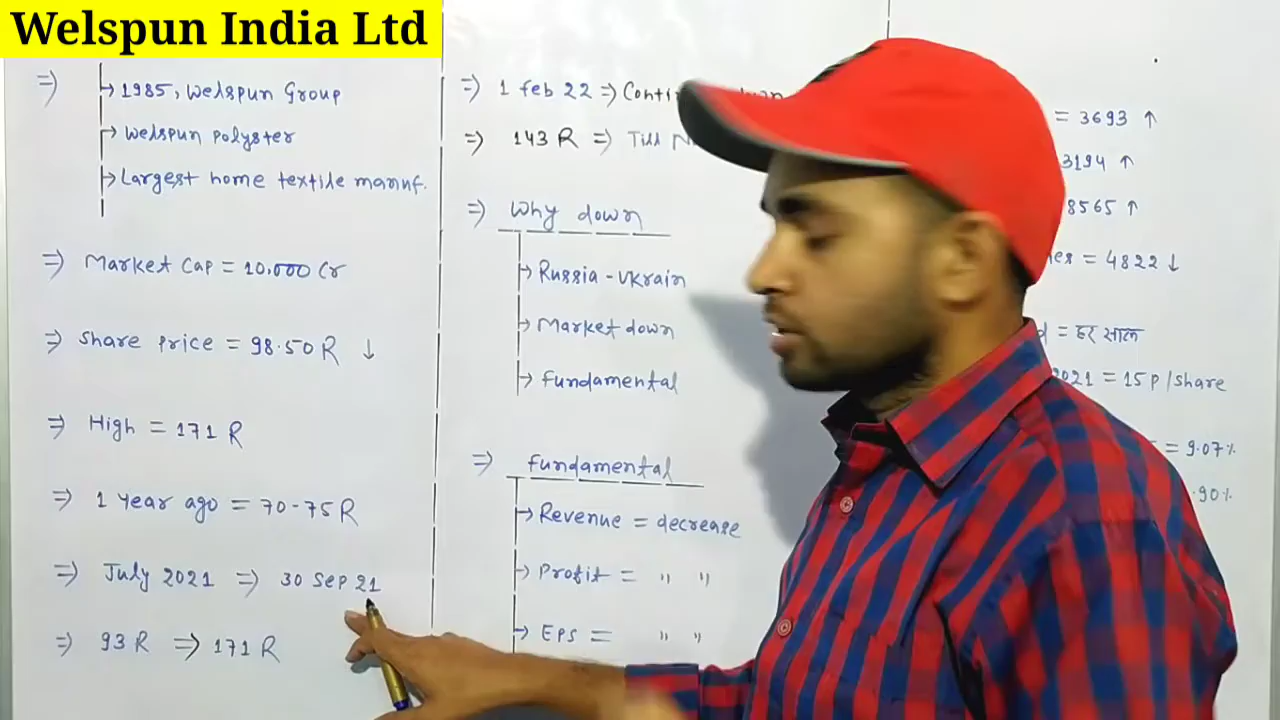 Welspun India Ltd
⇒ → 1985, Welspun Group
→ Welspun polyster
→ Largest home textile manuf.
⇒ Market Cap = 10,000 Cr
⇒ Share Price = 98.50 R ↓
⇒ High = 171 R
⇒ 1 Year ago = 70-75 R
⇒ July 2021 ⇒ 30 Sep 21
⇒ 93 R ⇒ 171 R
⇒ 1 Feb 22 ⇒
⇒ 143 R ⇒ Till
⇒ Why down
→ Russia-Ukrain
→ Market down
→ Fundamental
⇒ Fundamental
→ Revenue = decrease
→ Profit = " "
→ EPS = " "
= 3693 ↑
3194 ↑
8565 ↑
= 4822 ↓
= हर साल
2021 = 15 P/Share
= 9.07%
.90%